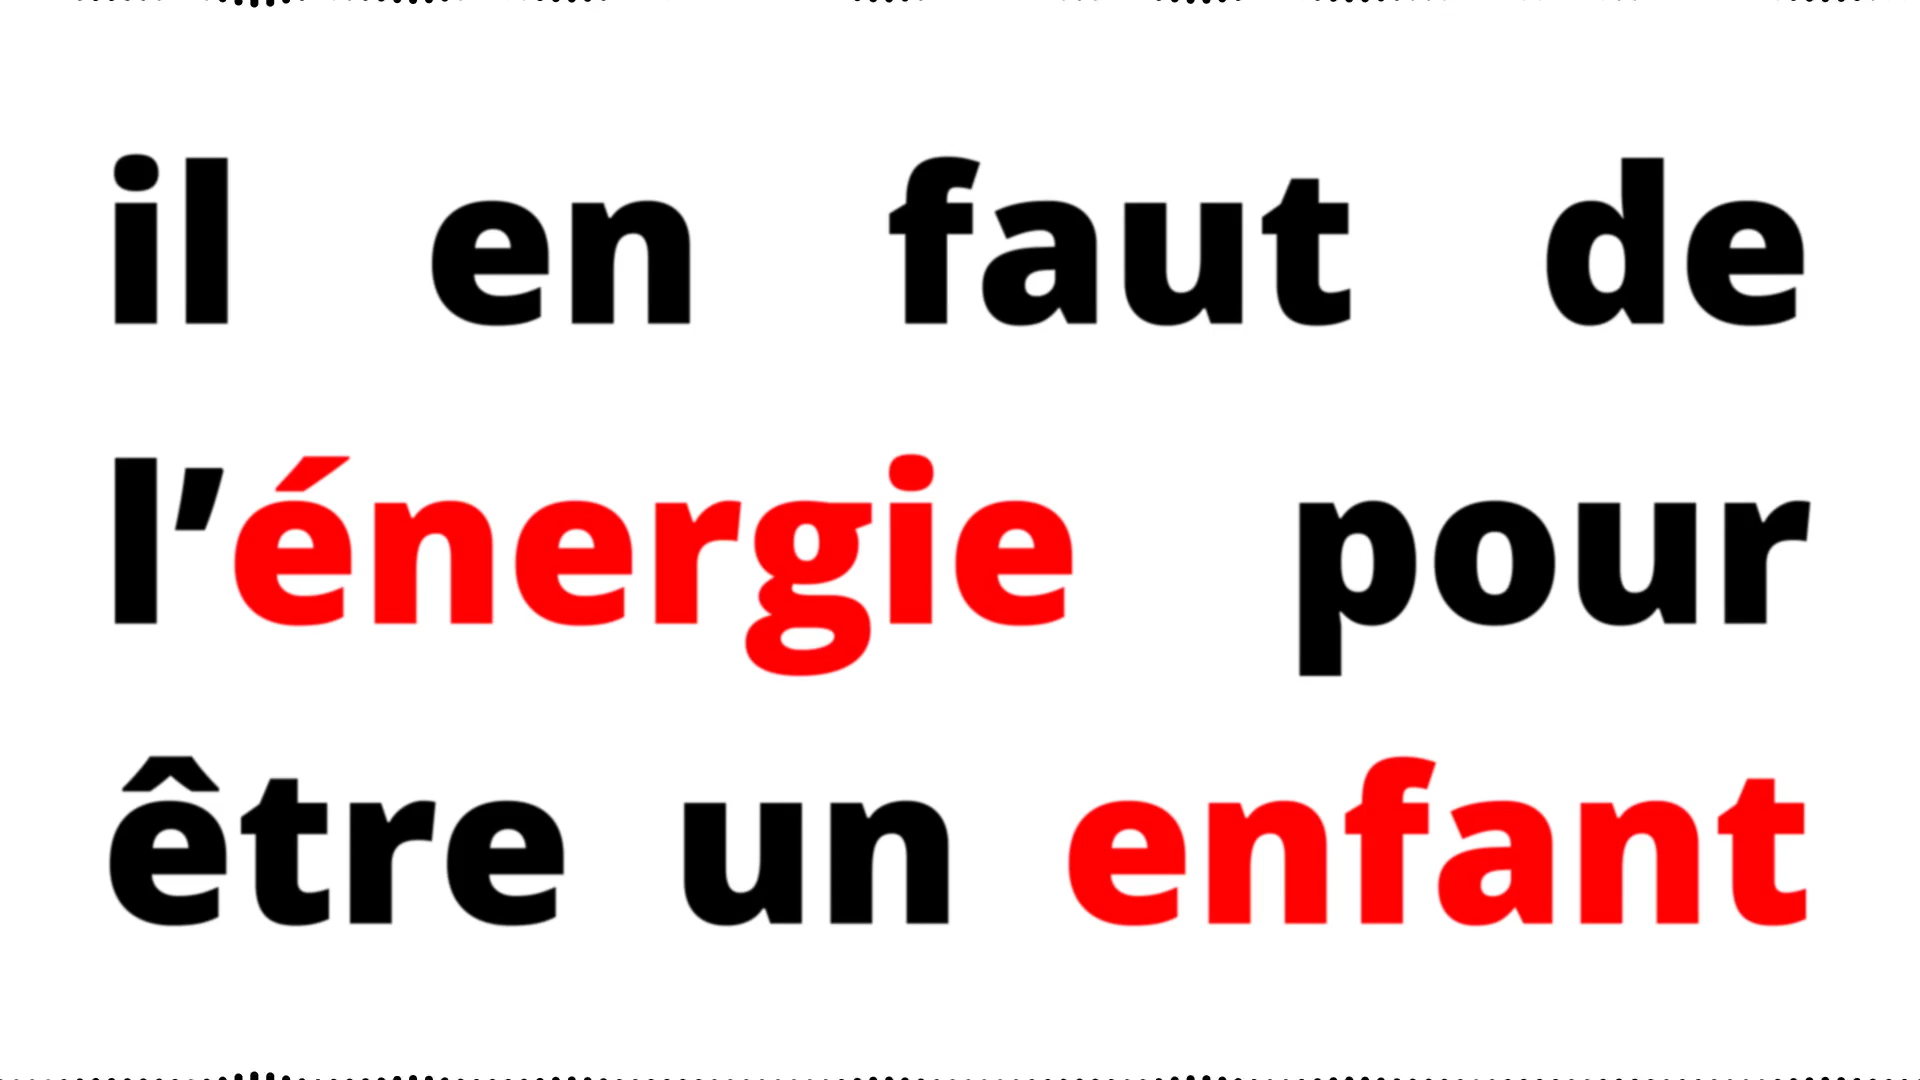 il en faut de
l’énergie pour
être un enfant